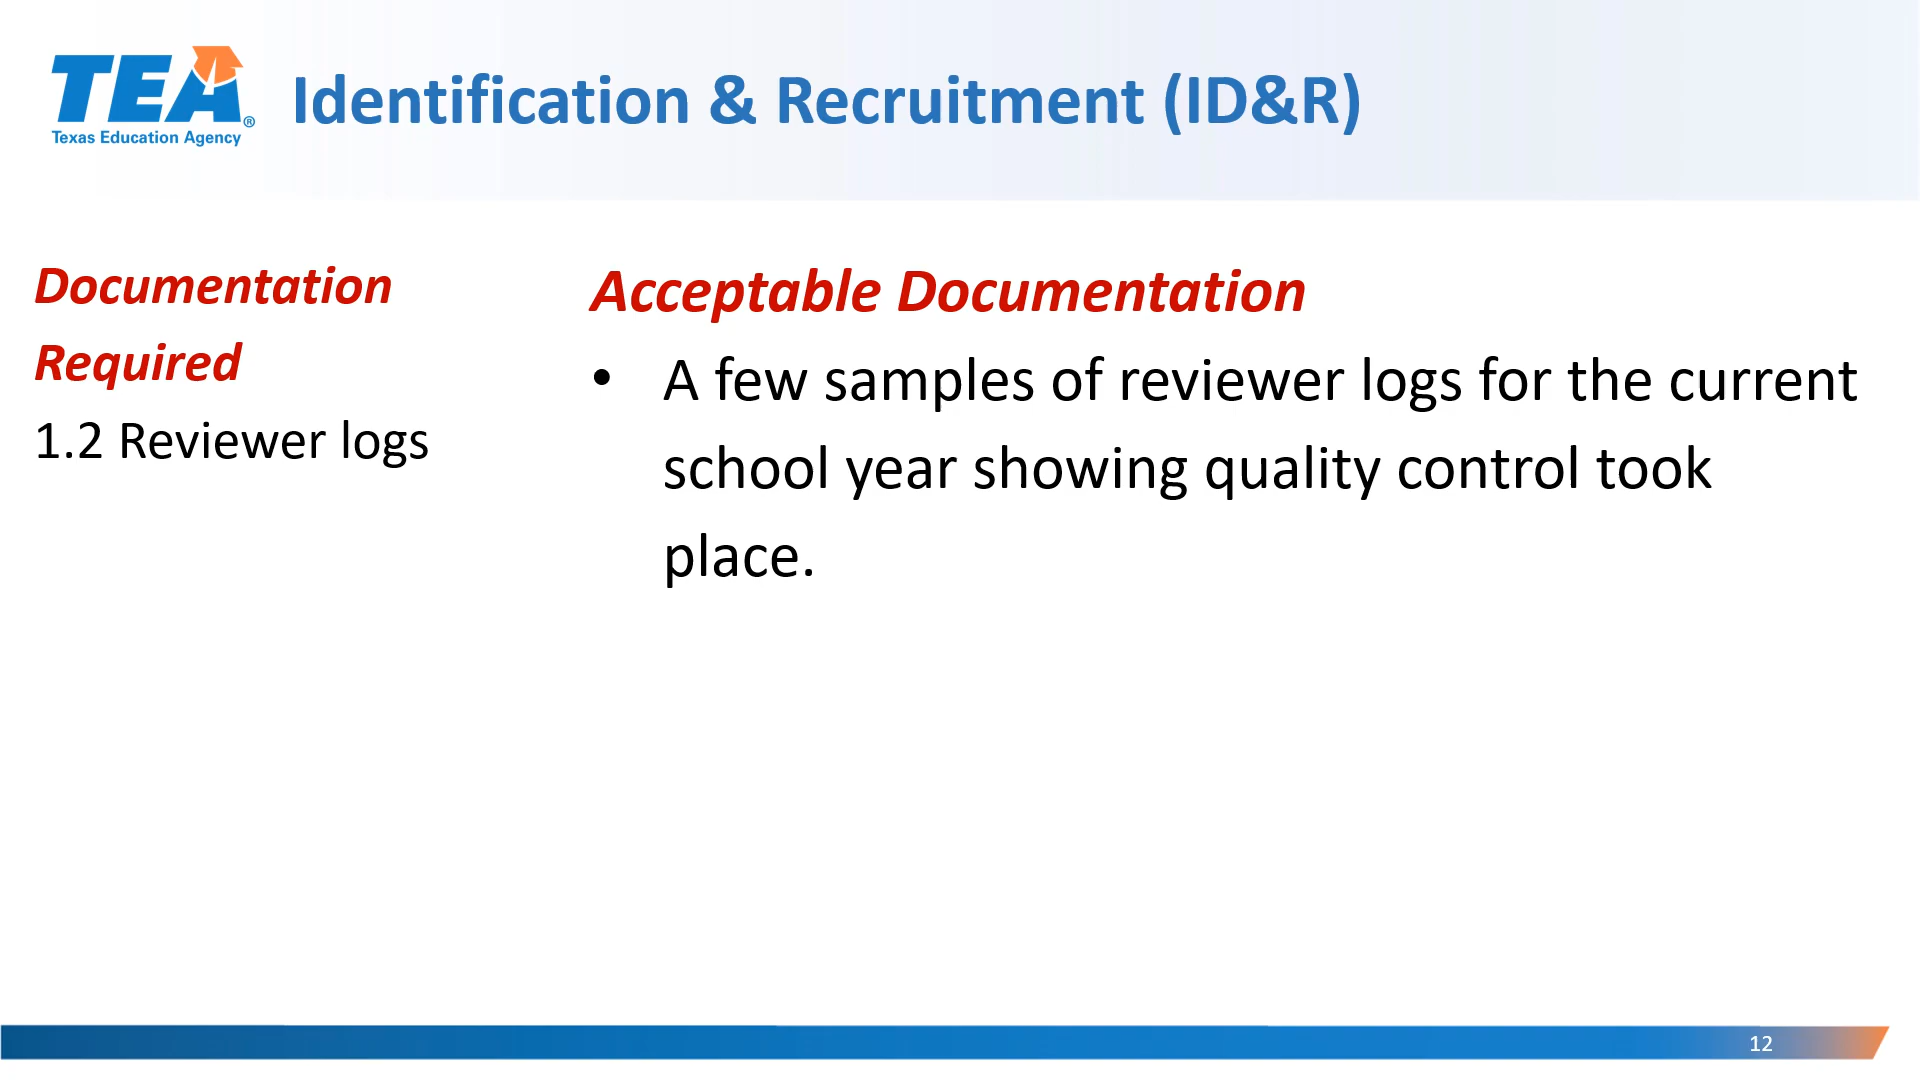 TEA®
Texas Education Agency
Identification & Recruitment (ID&R)
Documentation
Required
1.2 Reviewer logs
Acceptable Documentation
• A few samples of reviewer logs for the current
school year showing quality control took
place.
12